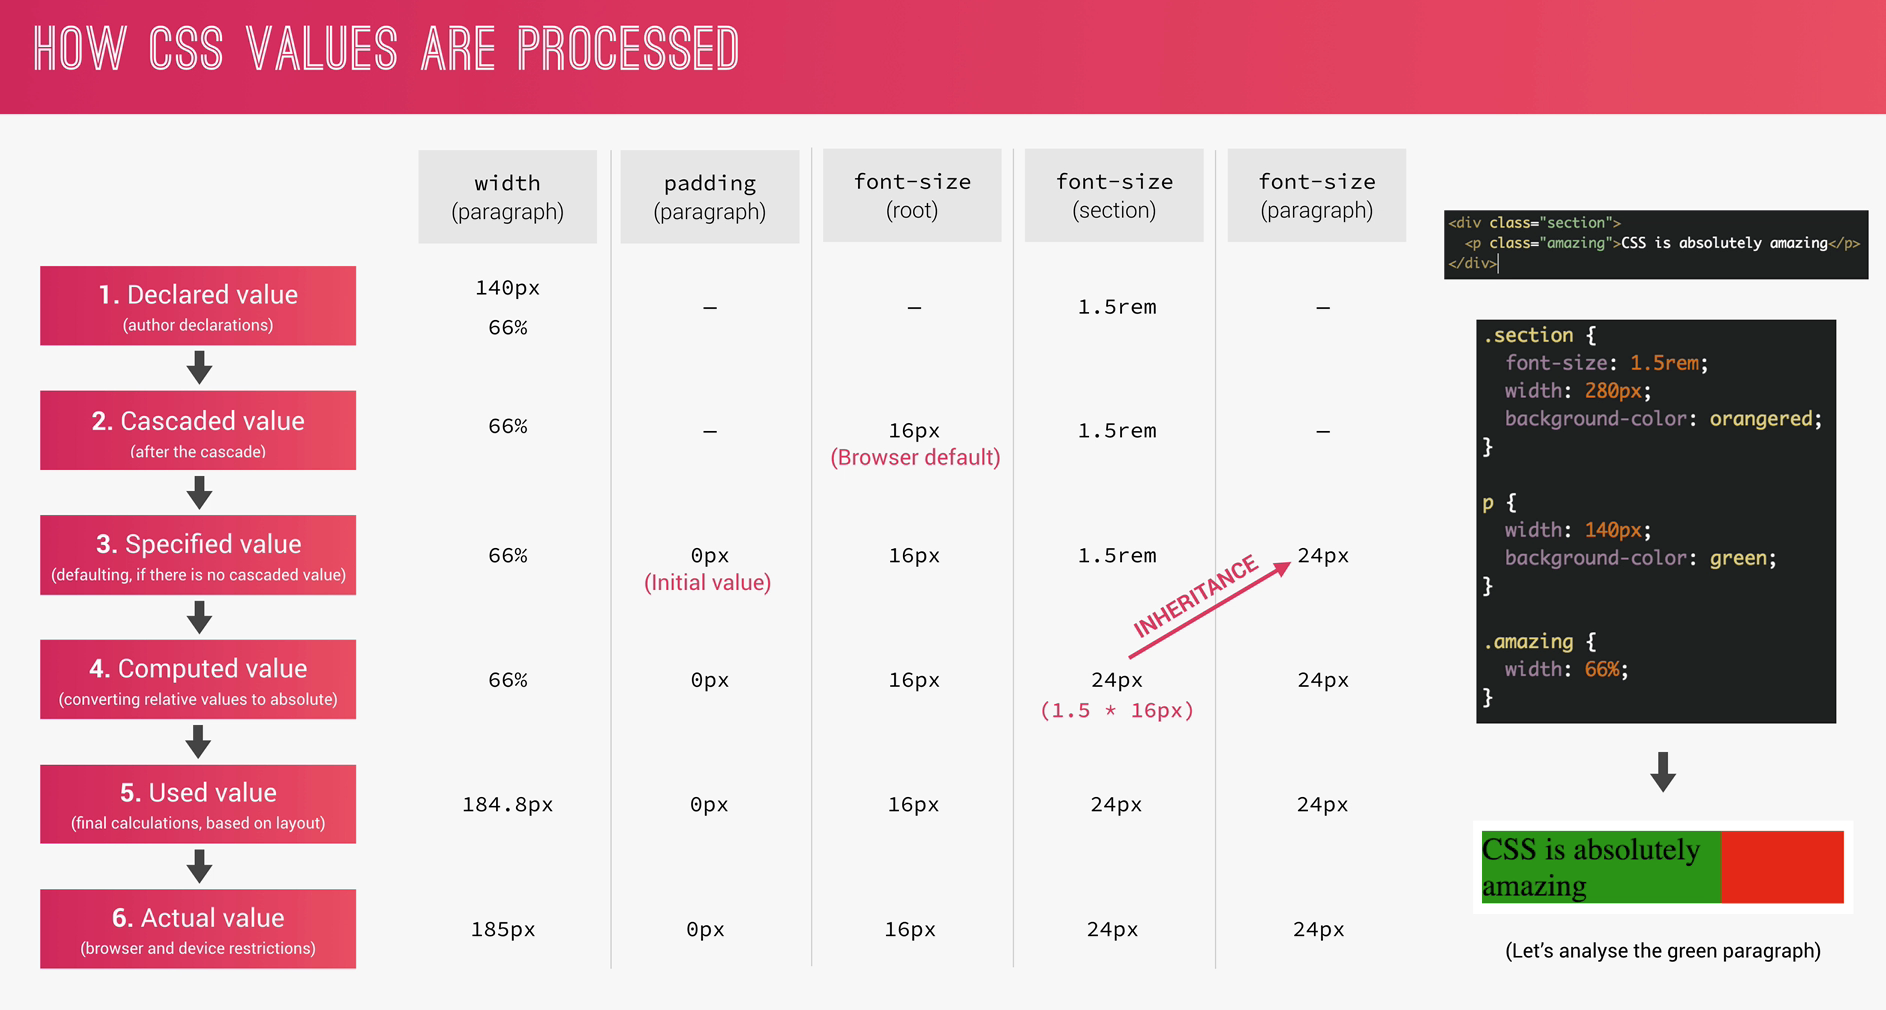 HOW CSS VALUES ARE PROCESSED
width
(paragraph)
padding
(paragraph)
font-size
(root)
font-size
(section)
font-size
(paragraph)
1. Declared value
(author declarations)
140px
66%
–
–
1.5rem
–
2. Cascaded value
(after the cascade)
66%
–
16px
(Browser default)
1.5rem
–
3. Specified value
(defaulting, if there is no cascaded value)
66%
0px
(Initial value)
16px
1.5rem
INHERITANCE
24px
4. Computed value
(converting relative values to absolute)
66%
0px
16px
24px
(1.5 * 16px)
24px
5. Used value
(final calculations, based on layout)
184.8px
0px
16px
24px
24px
6. Actual value
(browser and device restrictions)
185px
0px
16px
24px
24px
<div class="section">
<p class="amazing">CSS is absolutely amazing</p>
</div>
.section {
font-size: 1.5rem;
width: 280px;
background-color: orangered;
}
p {
width: 140px;
background-color: green;
}
.amazing {
width: 66%;
}
CSS is absolutely
amazing
(Let's analyse the green paragraph)